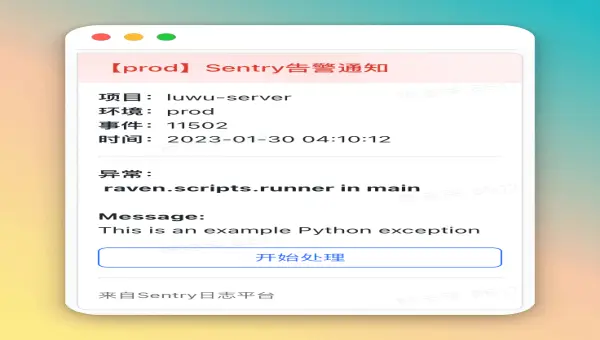 【prod】 Sentry告警通知
项目： luwu-server
环境： prod
事件： 11502
时间： 2023-01-30 04:10:12
异常：
raven.scripts.runner in main
Message:
This is an example Python exception
开始处理
来自Sentry日志平台